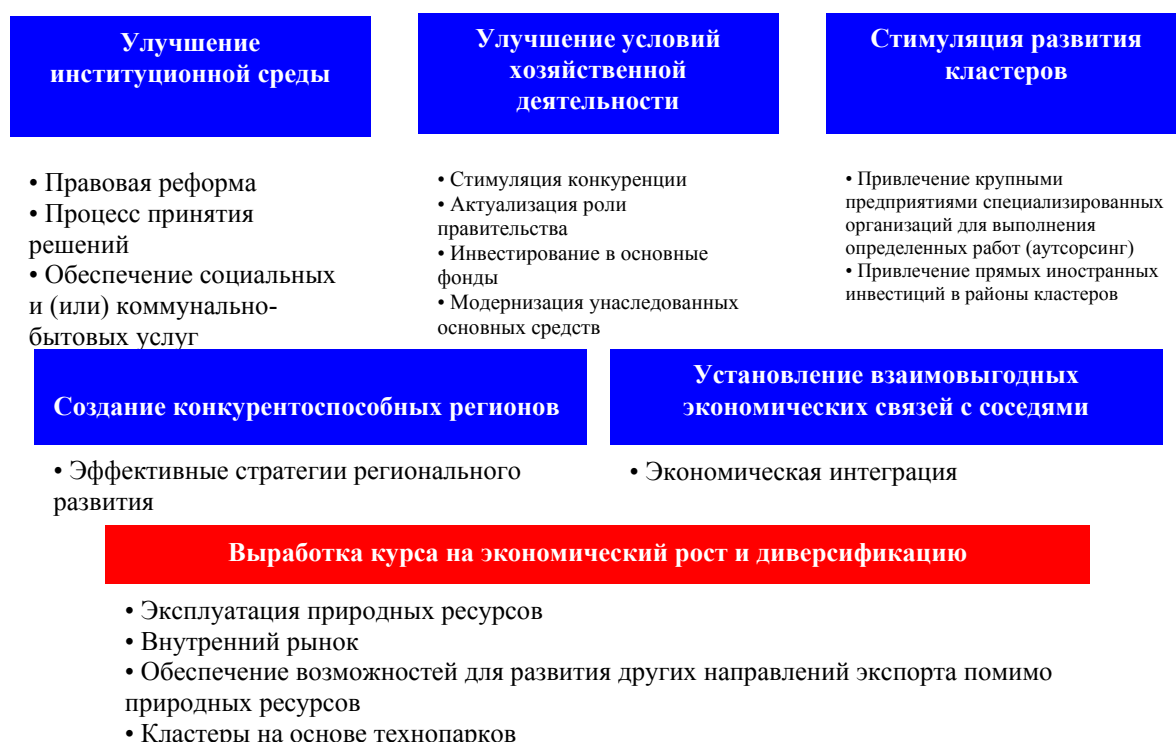 Улучшение
институционной среды
Улучшение условий
хозяйственной
деятельности
Стимуляция развития
кластеров
• Правовая реформа
• Процесс принятия
решений
• Обеспечение социальных
и (или) коммунально-
бытовых услуг
• Стимуляция конкуренции
• Актуализация роли
правительства
• Инвестирование в основные
фонды
• Модернизация унаследованных
основных средств
• Привлечение крупными
предприятиями специализированных
организаций для выполнения
определенных работ (аутсорсинг)
• Привлечение прямых иностранных
инвестиций в районы кластеров
Создание конкурентоспособных регионов
Установление взаимовыгодных
экономических связей с соседями
• Эффективные стратегии регионального
развития
• Экономическая интеграция
Выработка курса на экономический рост и диверсификацию
• Эксплуатация природных ресурсов
• Внутренний рынок
• Обеспечение возможностей для развития других направлений экспорта помимо
природных ресурсов
• Кластеры на основе технопарков